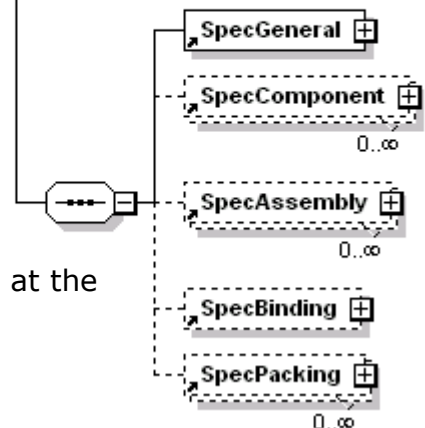 SpecGeneral
SpecComponent
0..∞
SpecAssembly
0..∞
at the
SpecBinding
SpecPacking
0..∞